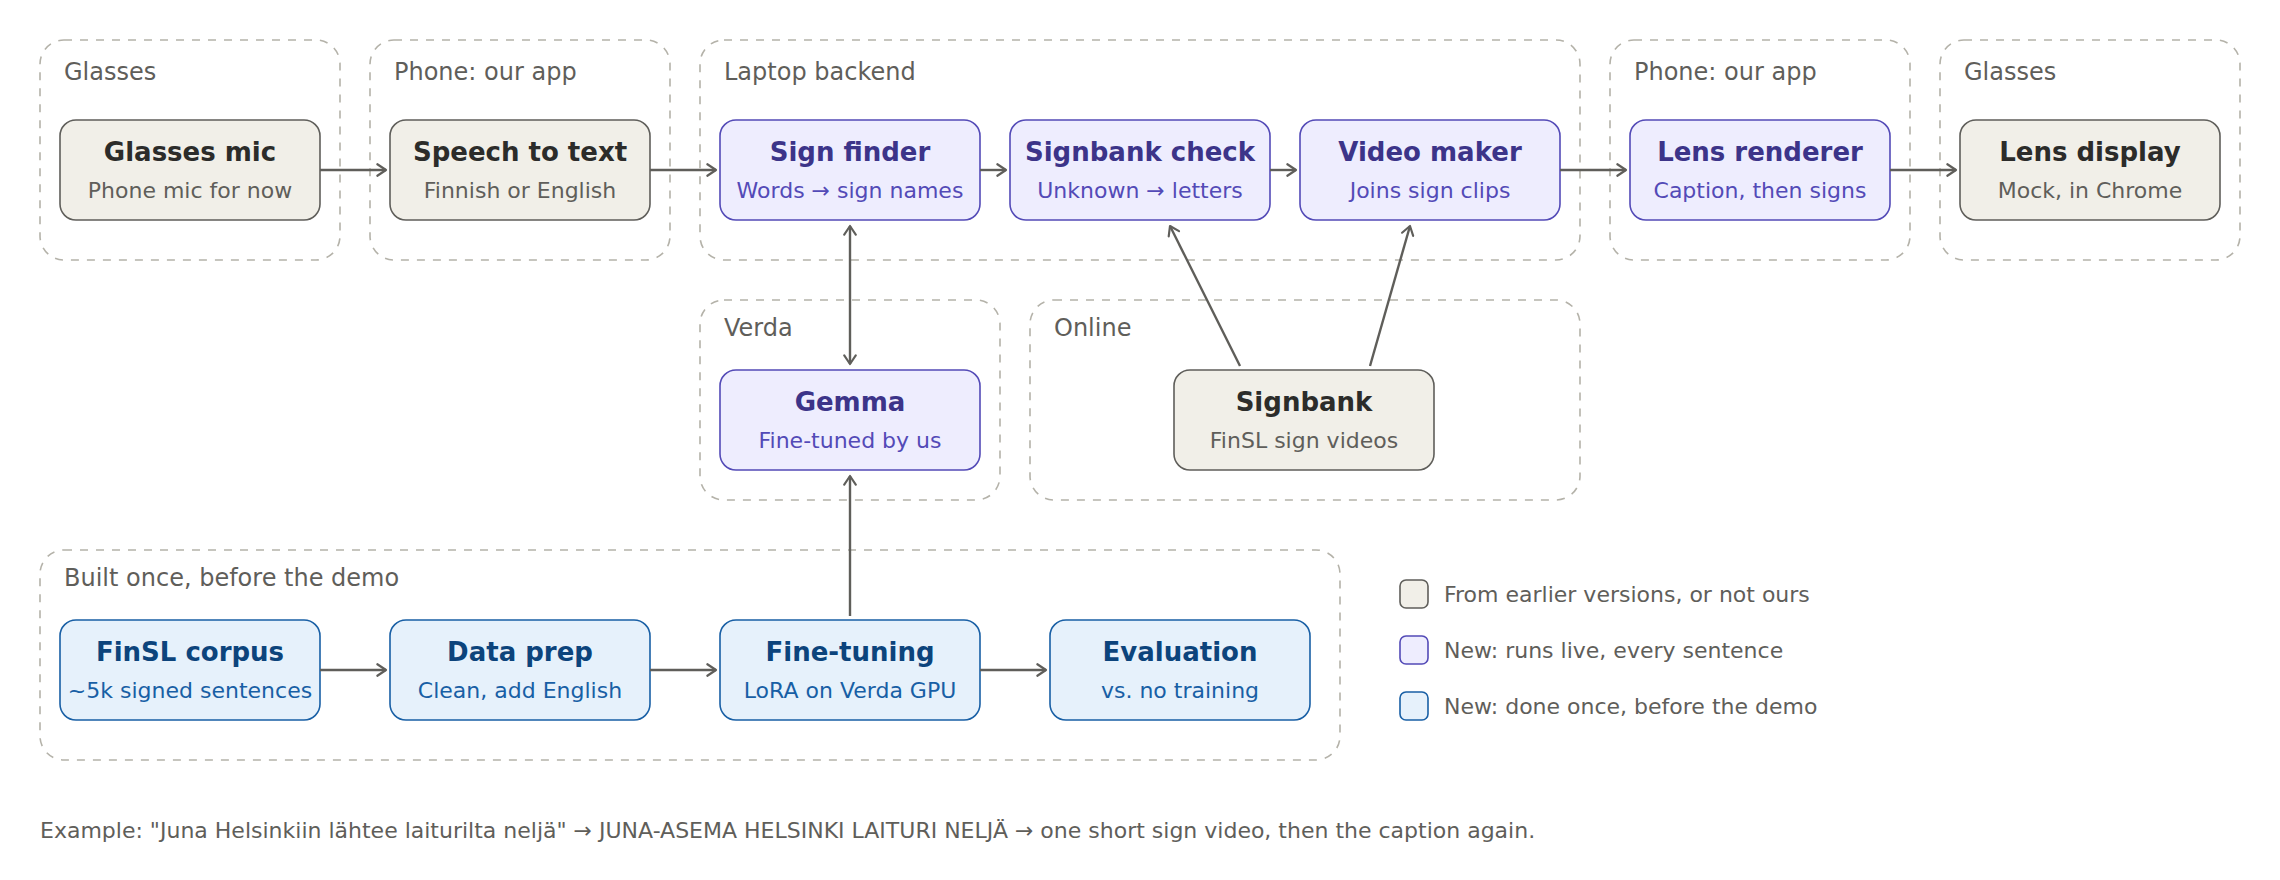 Glasses
Glasses mic
Phone mic for now
Phone: our app
Speech to text
Finnish or English
Laptop backend
Sign finder
Words → sign names
Signbank check
Unknown → letters
Video maker
Joins sign clips
Phone: our app
Lens renderer
Caption, then signs
Glasses
Lens display
Mock, in Chrome
Verda
Gemma
Fine-tuned by us
Online
Signbank
FinSL sign videos
Built once, before the demo
FinSL corpus
~5k signed sentences
Data prep
Clean, add English
Fine-tuning
LoRA on Verda GPU
Evaluation
vs. no training
From earlier versions, or not ours
New: runs live, every sentence
New: done once, before the demo
Example: "Juna Helsinkiin lähtee laiturilta neljä" → JUNA-ASEMA HELSINKI LAITURI NELJÄ → one short sign video, then the caption again.